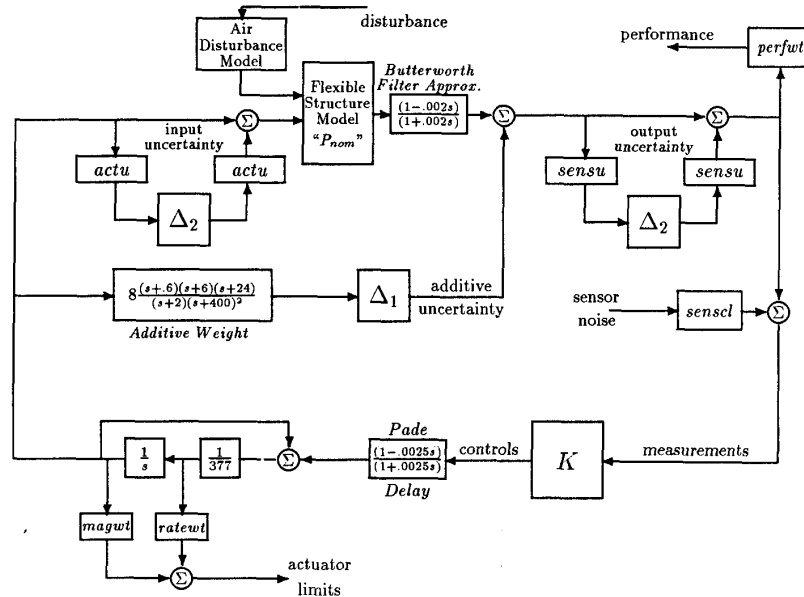 disturbance
Air
Disturbance
Model
performance
perfwt
Flexible
Structure
Model
"P_nom"
Butterworth
Filter Approx.
(1−.002s)
(1+.002s)
Σ
input
uncertainty
Σ
output
uncertainty
Σ
actu
actu
sensu
sensu
Δ₂
Δ₂
8 (s+.6)(s+6)(s+24)
(s+2)(s+400)²
Additive Weight
Δ₁
additive
uncertainty
sensor
noise
senscl
Σ
1
s
1
377
Σ
Pade
(1−.0025s)
(1+.0025s)
Delay
controls
K
measurements
magwt
ratewt
Σ
actuator
limits